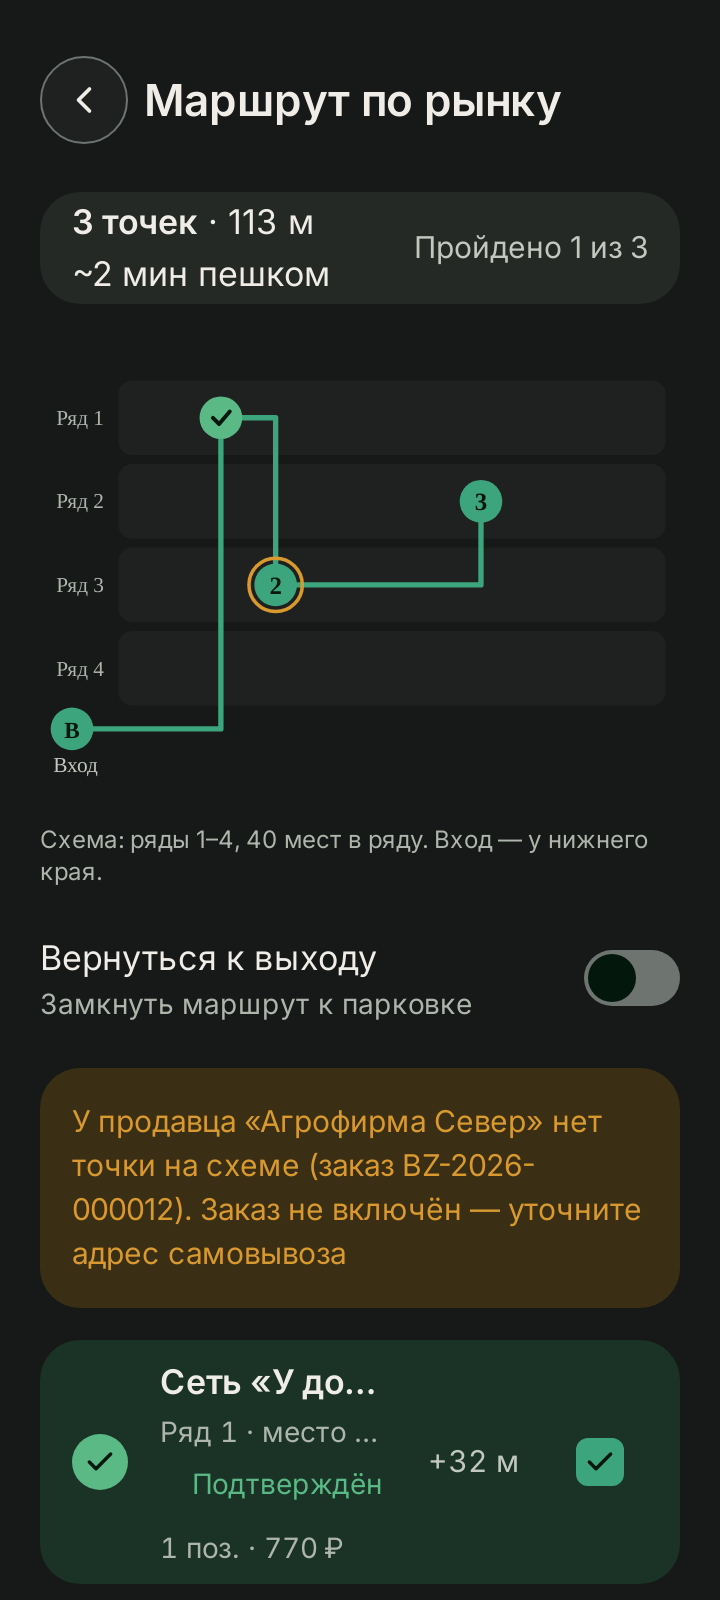 Маршрут по рынку
3 точек · 113 м
~2 мин пешком
Пройдено 1 из 3
Ряд 1
Ряд 2
3
Ряд 3
2
Ряд 4
В
Вход
Схема: ряды 1–4, 40 мест в ряду. Вход — у нижнего
края.
Вернуться к выходу
Замкнуть маршрут к парковке
У продавца «Агрофирма Север» нет
точки на схеме (заказ BZ-2026-
000012). Заказ не включён — уточните
адрес самовывоза
Сеть «У до...
Ряд 1 · место ...
Подтверждён
+32 м
1 поз. · 770 ₽